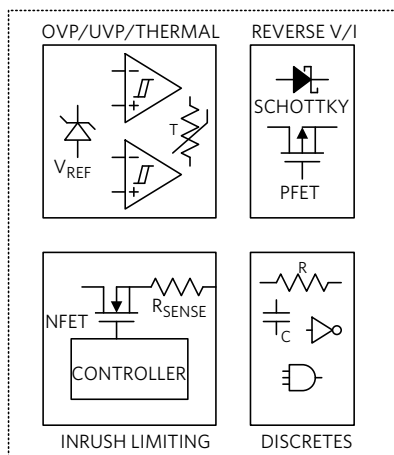 OVP/UVP/THERMAL
REVERSE V/I
T
VREF
SCHOTTKY
PFET
NFET
RSENSE
CONTROLLER
R
C
INRUSH LIMITING
DISCRETES